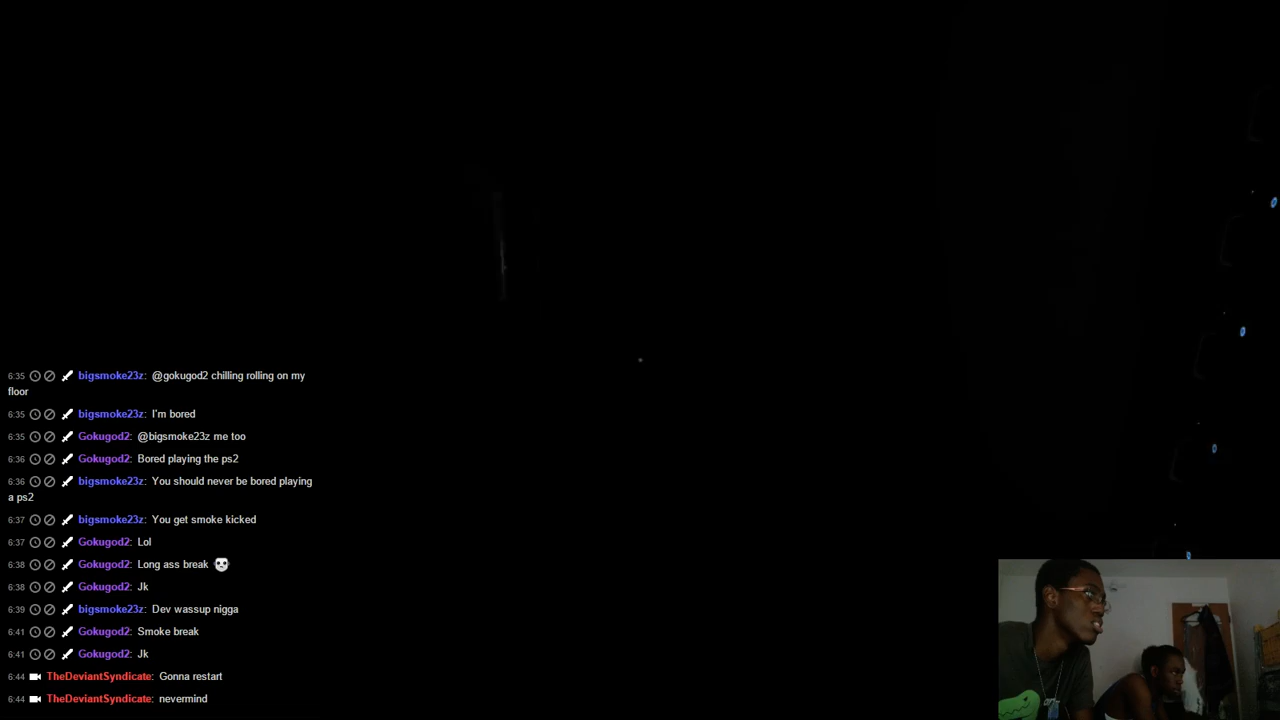 6:35 bigsmoke23z: @gokugod2 chilling rolling on my
floor
6:35 bigsmoke23z: I'm bored
6:35 Gokugod2: @bigsmoke23z me too
6:36 Gokugod2: Bored playing the ps2
6:36 bigsmoke23z: You should never be bored playing
a ps2
6:37 bigsmoke23z: You get smoke kicked
6:37 Gokugod2: Lol
6:38 Gokugod2: Long ass break
6:38 Gokugod2: Jk
6:39 bigsmoke23z: Dev wassup nigga
6:41 Gokugod2: Smoke break
6:41 Gokugod2: Jk
6:44 TheDeviantSyndicate: Gonna restart
6:44 TheDeviantSyndicate: nevermind